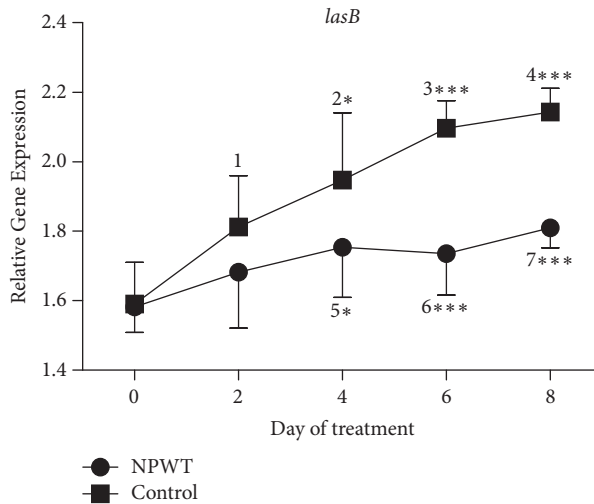 lasB
Relative Gene Expression
2.4
2.2
2.0
1.8
1.6
1.4
1
2*
3***
4***
5*
6***
7***
0 2 4 6 8
Day of treatment
NPWT
Control